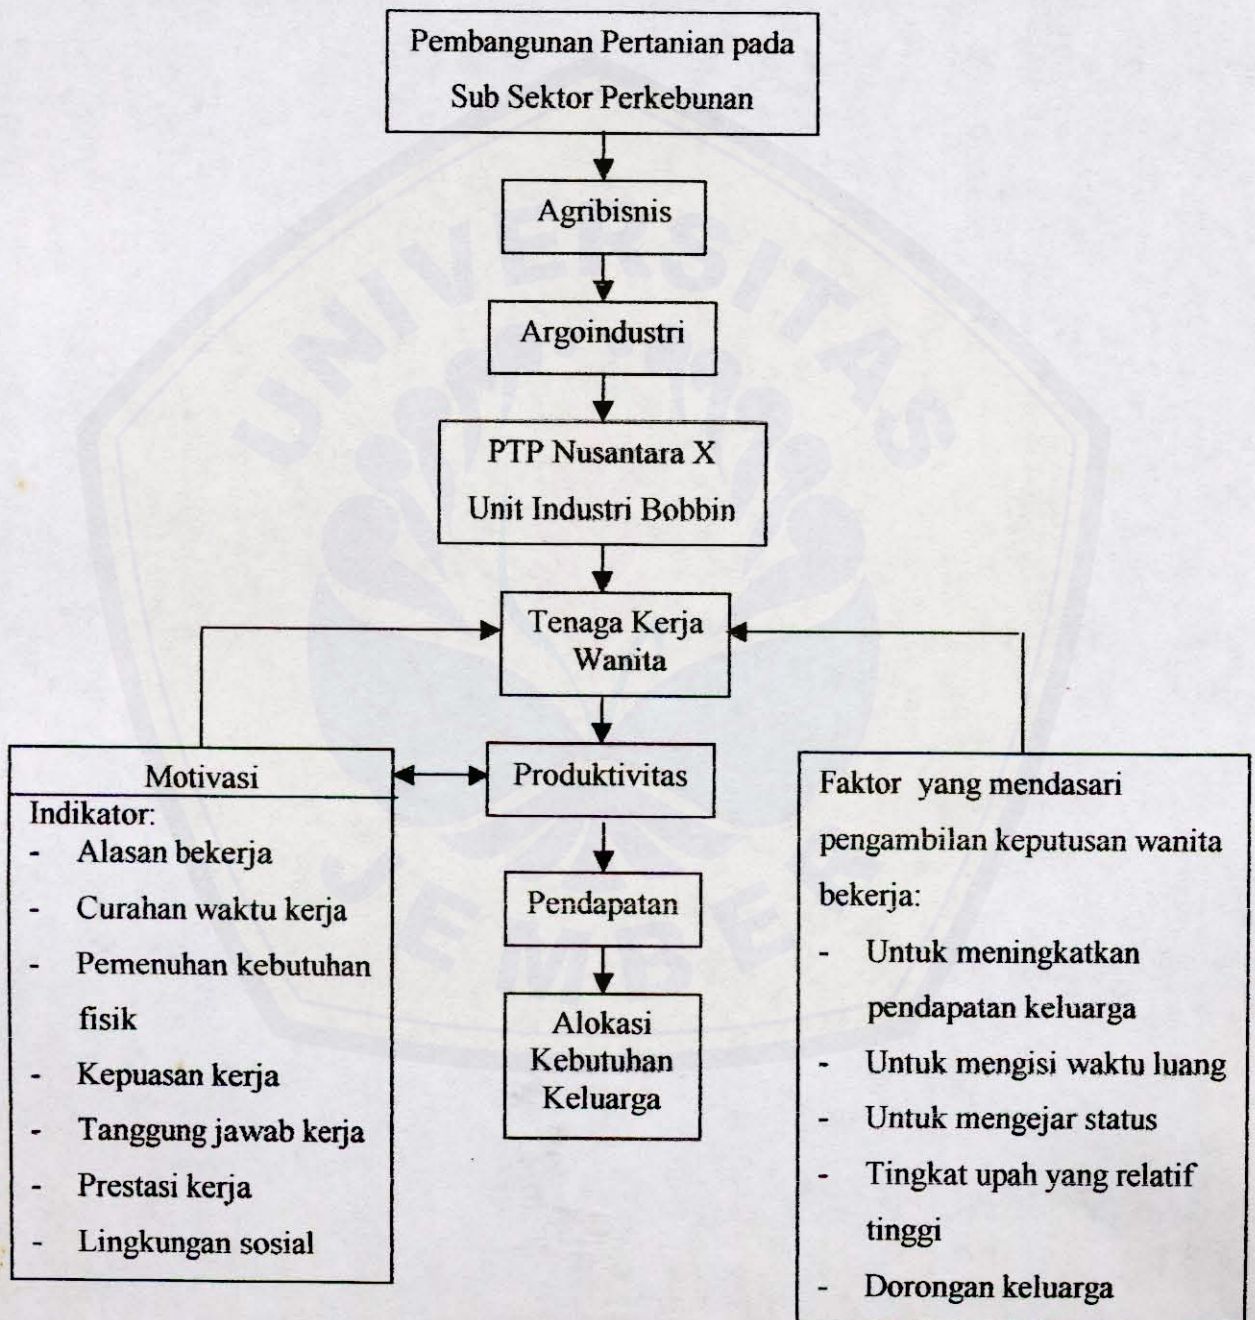 Pembangunan Pertanian pada
Sub Sektor Perkebunan
Agribisnis
Argoindustri
PTP Nusantara X
Unit Industri Bobbin
Tenaga Kerja
Wanita
Motivasi
Indikator:
- Alasan bekerja
- Curahan waktu kerja
- Pemenuhan kebutuhan
fisik
- Kepuasan kerja
- Tanggung jawab kerja
- Prestasi kerja
- Lingkungan sosial
Produktivitas
Pendapatan
Alokasi
Kebutuhan
Keluarga
Faktor yang mendasari
pengambilan keputusan wanita
bekerja:
- Untuk meningkatkan
pendapatan keluarga
- Untuk mengisi waktu luang
- Untuk mengejar status
- Tingkat upah yang relatif
tinggi
- Dorongan keluarga
UNIVERSITAS
JEMBER